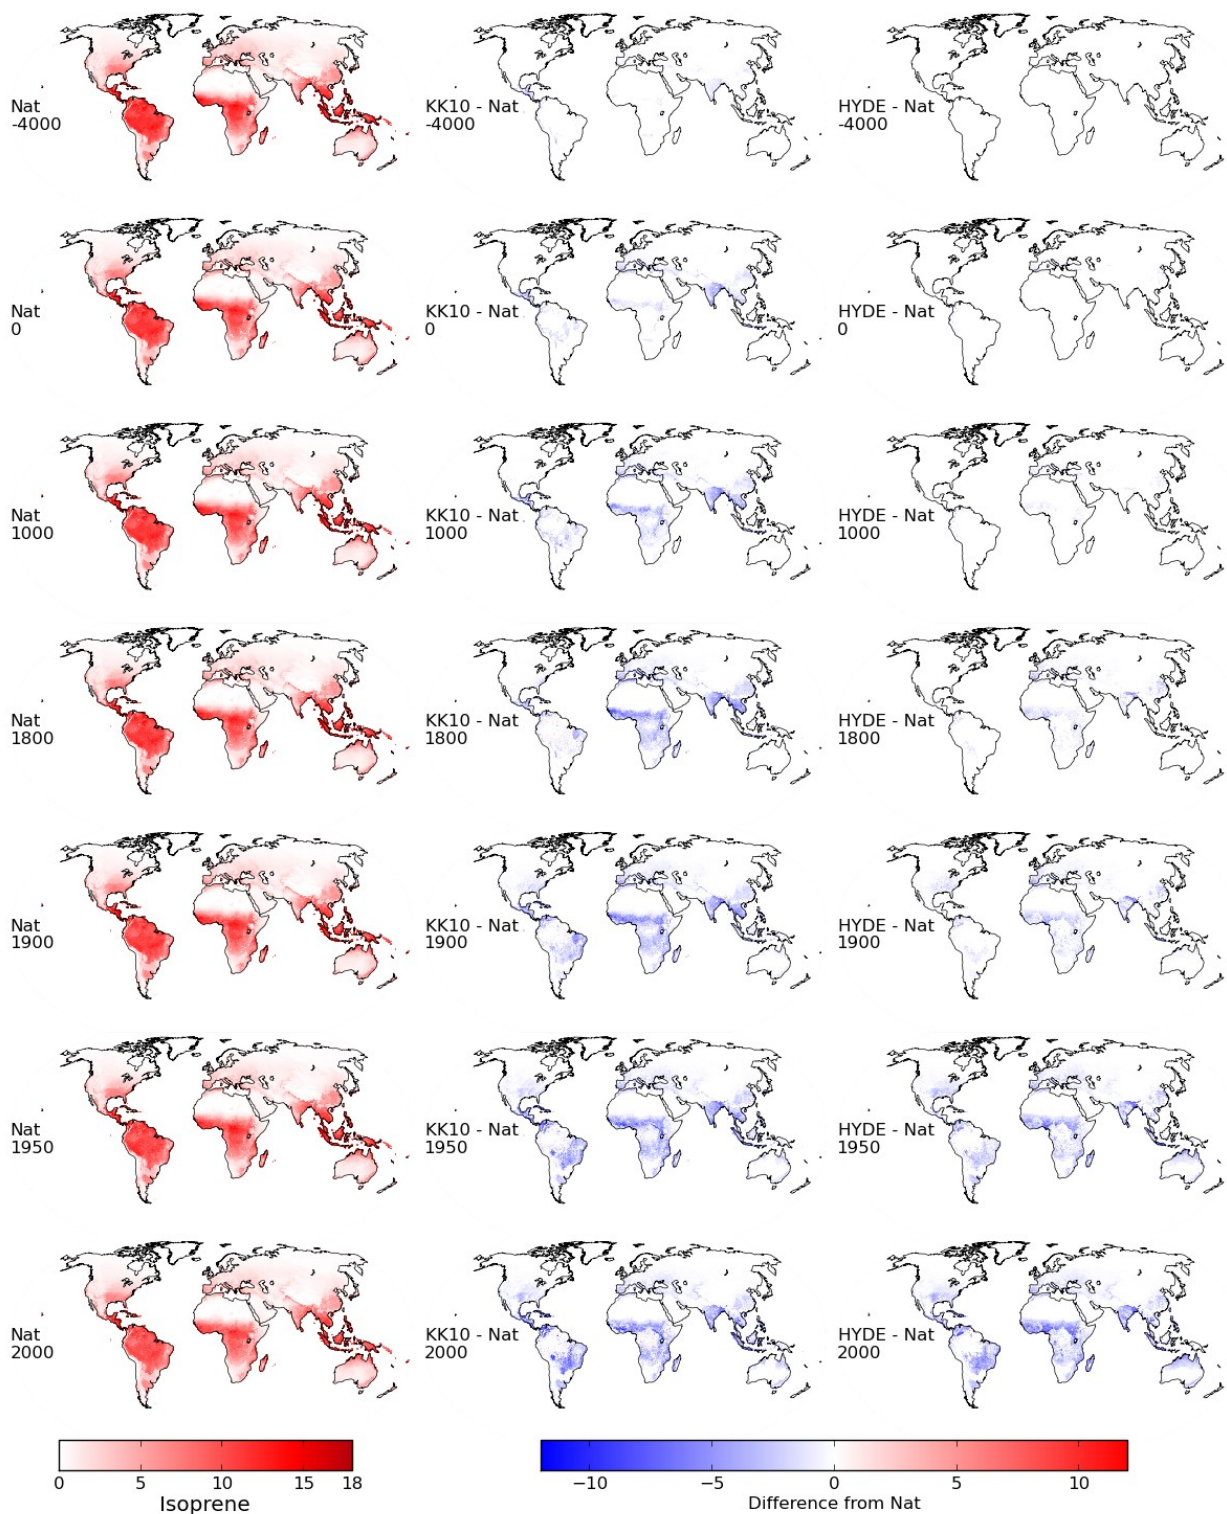 Nat
-4000
KK10 - Nat
-4000
HYDE - Nat
-4000
Nat
0
KK10 - Nat
0
HYDE - Nat
0
Nat
1000
KK10 - Nat
1000
HYDE - Nat
1000
Nat
1800
KK10 - Nat
1800
HYDE - Nat
1800
Nat
1900
KK10 - Nat
1900
HYDE - Nat
1900
Nat
1950
KK10 - Nat
1950
HYDE - Nat
1950
Nat
2000
KK10 - Nat
2000
HYDE - Nat
2000
0 5 10 15 18
Isoprene
−10 −5 0 5 10
Difference from Nat